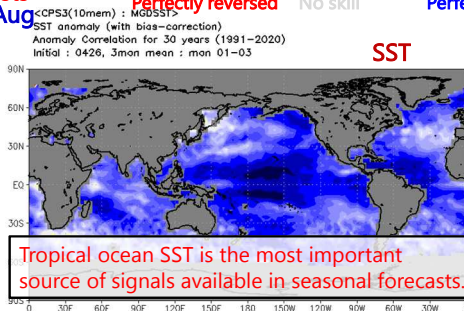 Perfectly reversed No skill
Aug
<CPS3(10mem) : MGDSST>
SST anomaly (with bias-correction)
Anomaly Correlation for 30 years (1991-2020)
Initial : 0426, 3mon mean : mon 01-03
SST
90N
60N
30N
EQ
30S
Tropical ocean SST is the most important
source of signals available in seasonal forecasts.
90S
0 30E 60E 90E 120E 150E 180 150W 120W 90W 60W 30W